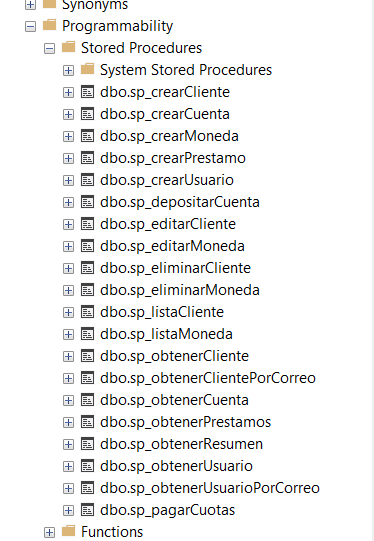 Synonyms
Programmability
Stored Procedures
System Stored Procedures
dbo.sp_crearCliente
dbo.sp_crearCuenta
dbo.sp_crearMoneda
dbo.sp_crearPrestamo
dbo.sp_crearUsuario
dbo.sp_depositarCuenta
dbo.sp_editarCliente
dbo.sp_editarMoneda
dbo.sp_eliminarCliente
dbo.sp_eliminarMoneda
dbo.sp_listaCliente
dbo.sp_listaMoneda
dbo.sp_obtenerCliente
dbo.sp_obtenerClientePorCorreo
dbo.sp_obtenerCuenta
dbo.sp_obtenerPrestamos
dbo.sp_obtenerResumen
dbo.sp_obtenerUsuario
dbo.sp_obtenerUsuarioPorCorreo
dbo.sp_pagarCuotas
Functions